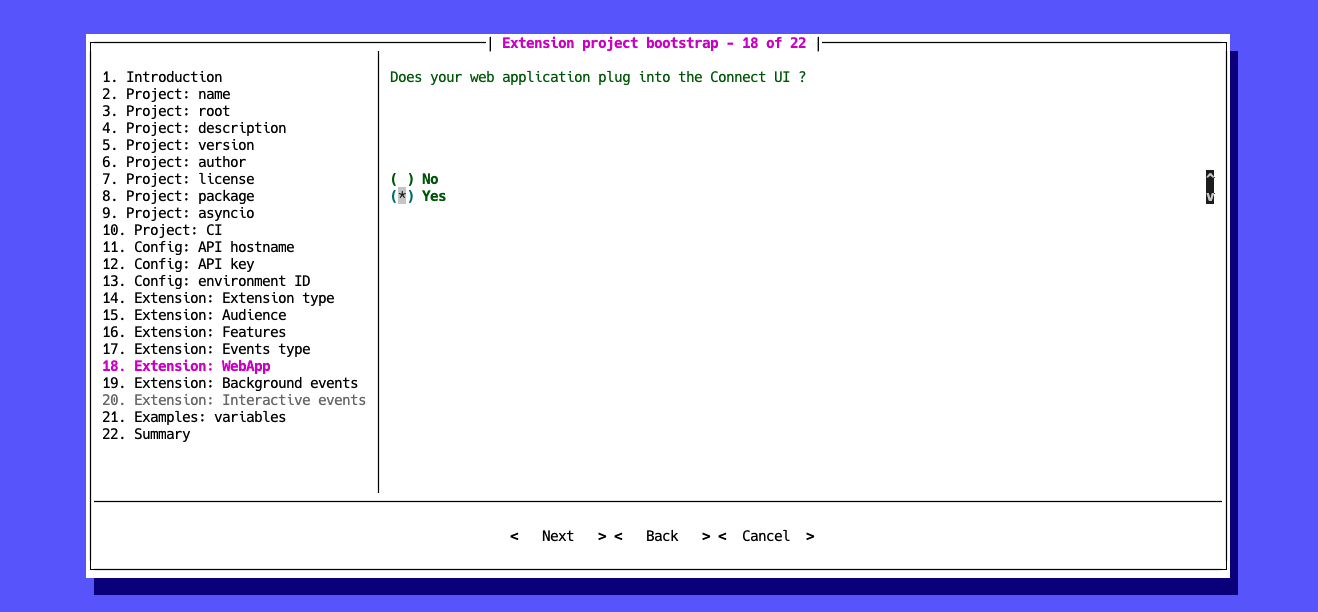 Extension project bootstrap - 18 of 22
1. Introduction
2. Project: name
3. Project: root
4. Project: description
5. Project: version
6. Project: author
7. Project: license
8. Project: package
9. Project: asyncio
10. Project: CI
11. Config: API hostname
12. Config: API key
13. Config: environment ID
14. Extension: Extension type
15. Extension: Audience
16. Extension: Features
17. Extension: Events type
18. Extension: WebApp
19. Extension: Background events
20. Extension: Interactive events
21. Examples: variables
22. Summary
Does your web application plug into the Connect UI ?
( ) No
(*) Yes
^
v
< Next > < Back > < Cancel >